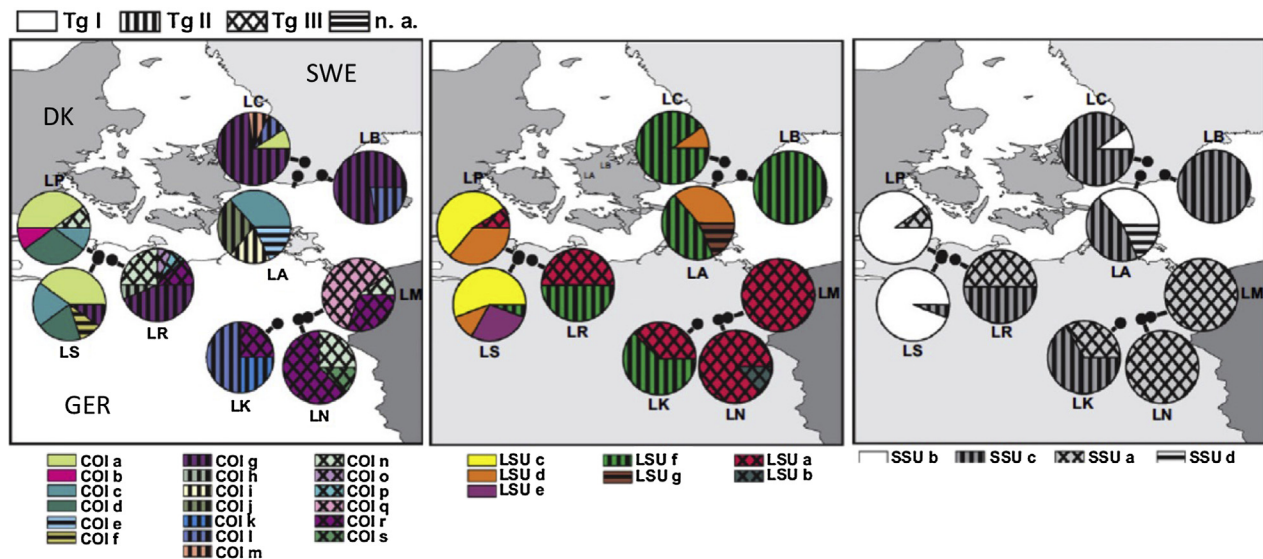 Tg I Tg II Tg III n. a.
SWE
DK
GER
LC
LB
LP
LA
LS
LR
LM
LK
LN
LC
LB
LP
LB
LA
LA
LS
LR
LK
LN
LC
LB
LP
LA
LM
LS
LR
LK
LN
COI a
COI b
COI c
COI d
COI e
COI f
COI g
COI h
COI i
COI j
COI k
COI l
COI m
COI n
COI o
COI p
COI q
COI r
COI s
LSU c
LSU d
LSU e
LSU f
LSU g
LSU a
LSU b
SSU b SSU c SSU a SSU d